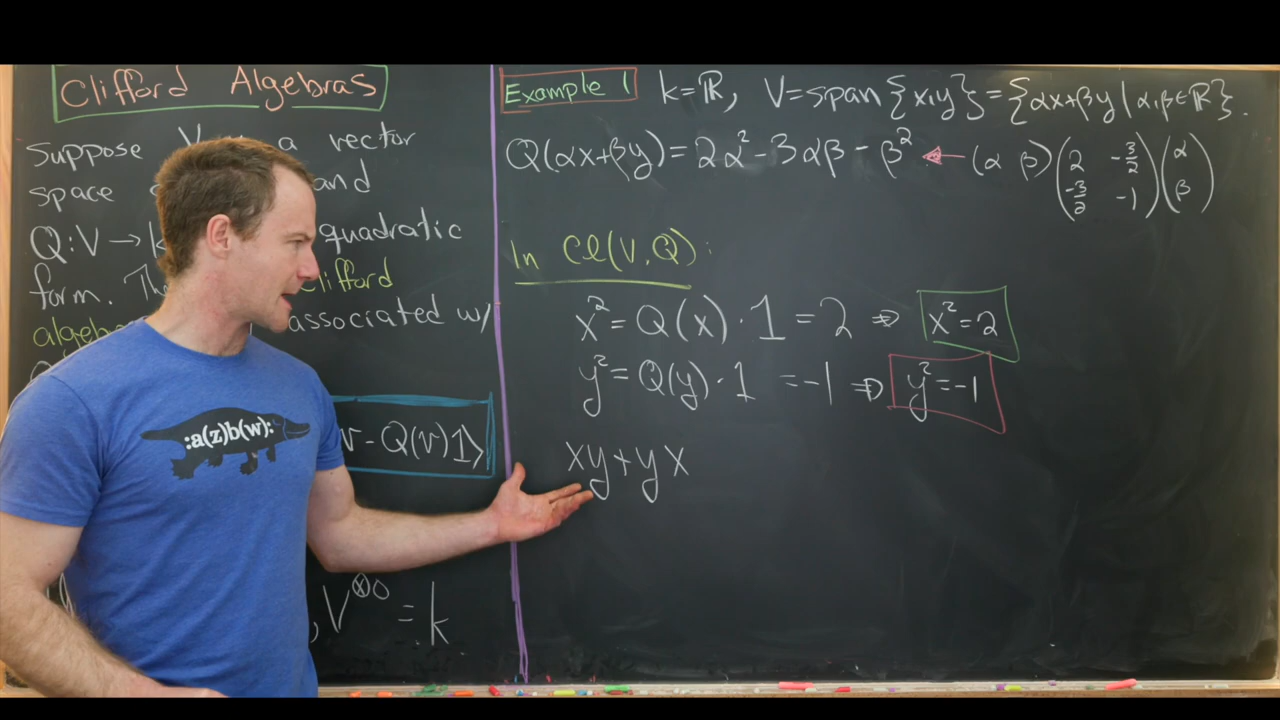 Clifford Algebras
Suppose V a vector
space and
Q: V → k quadratic
form. The Clifford
algebra associated w/
- Q(v)1⟩
, V^{⊗0} = k
:a(z)b(w):
Example 1 k=ℝ, V=span{x,y}={αx+βy | α,β∈ℝ}.
Q(αx+βy)=2α²-3αβ-β² ← (α β)(2 -3/2; -3/2 -1)(α; β)
In Cl(V,Q):
x²=Q(x)·1=2 ⇒ x²=2
y²=Q(y)·1=-1 ⇒ y²=-1
xy+yx